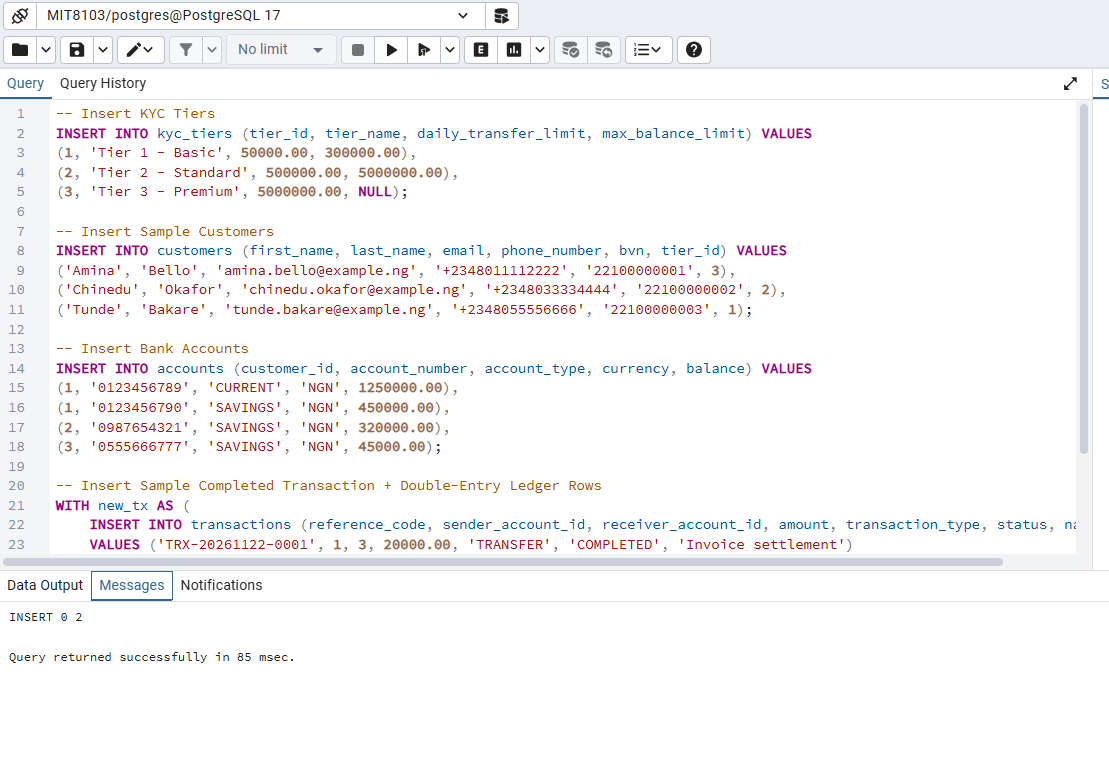 MIT8103/postgres@PostgreSQL 17
No limit
E
Query Query History
S
1 -- Insert KYC Tiers
2 INSERT INTO kyc_tiers (tier_id, tier_name, daily_transfer_limit, max_balance_limit) VALUES
3 (1, 'Tier 1 - Basic', 50000.00, 300000.00),
4 (2, 'Tier 2 - Standard', 500000.00, 5000000.00),
5 (3, 'Tier 3 - Premium', 5000000.00, NULL);
6
7 -- Insert Sample Customers
8 INSERT INTO customers (first_name, last_name, email, phone_number, bvn, tier_id) VALUES
9 ('Amina', 'Bello', 'amina.bello@example.ng', '+2348011112222', '22100000001', 3),
10 ('Chinedu', 'Okafor', 'chinedu.okafor@example.ng', '+2348033334444', '22100000002', 2),
11 ('Tunde', 'Bakare', 'tunde.bakare@example.ng', '+2348055556666', '22100000003', 1);
12
13 -- Insert Bank Accounts
14 INSERT INTO accounts (customer_id, account_number, account_type, currency, balance) VALUES
15 (1, '0123456789', 'CURRENT', 'NGN', 1250000.00),
16 (1, '0123456790', 'SAVINGS', 'NGN', 450000.00),
17 (2, '0987654321', 'SAVINGS', 'NGN', 320000.00),
18 (3, '0555666777', 'SAVINGS', 'NGN', 45000.00);
19
20 -- Insert Sample Completed Transaction + Double-Entry Ledger Rows
21 WITH new_tx AS (
22 INSERT INTO transactions (reference_code, sender_account_id, receiver_account_id, amount, transaction_type, status, na
23 VALUES ('TRX-20261122-0001', 1, 3, 20000.00, 'TRANSFER', 'COMPLETED', 'Invoice settlement')
Data Output Messages Notifications
INSERT 0 2
Query returned successfully in 85 msec.